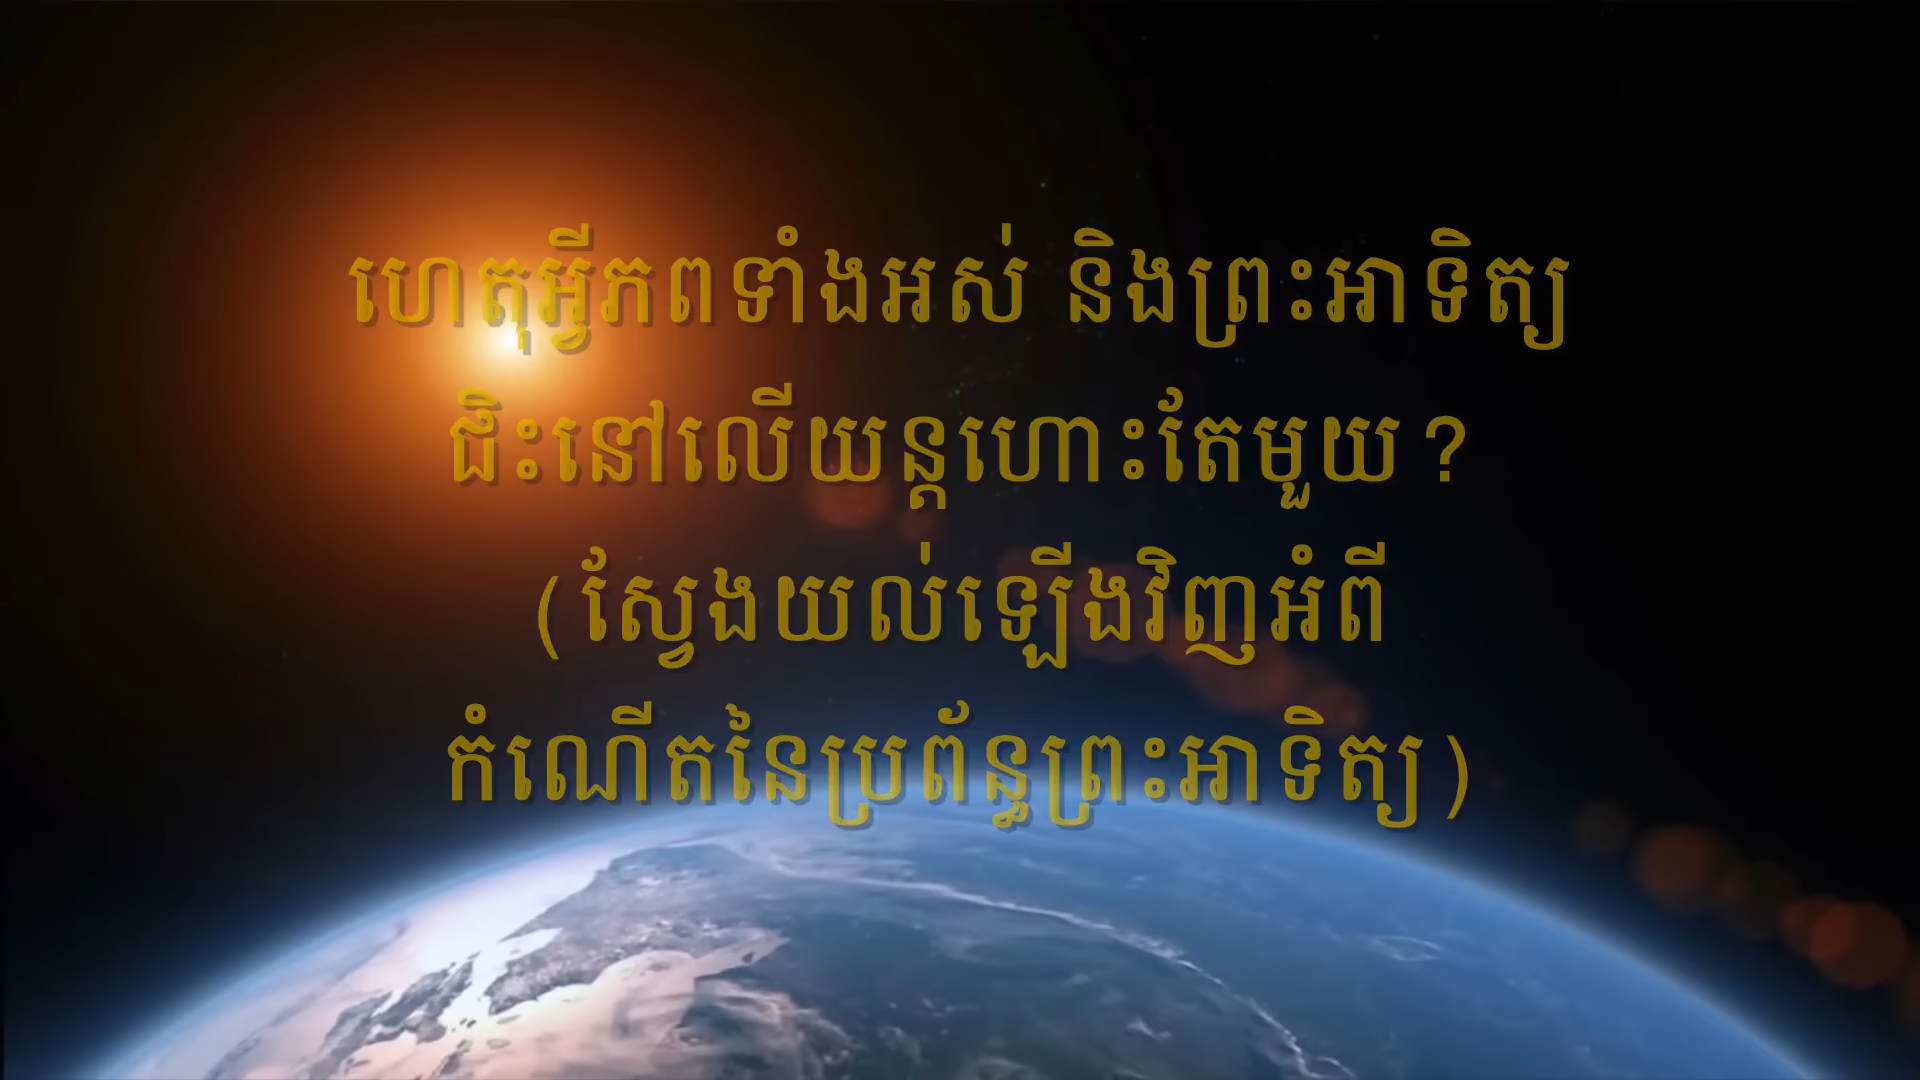 ហេតុអ្វីភពទាំងអស់ និងព្រះអាទិត្យ
ជិះនៅលើយន្តហោះតែមួយ?
(ស្វែងយល់ឡើងវិញអំពី
កំណើតនៃប្រព័ន្ធព្រះអាទិត្យ)